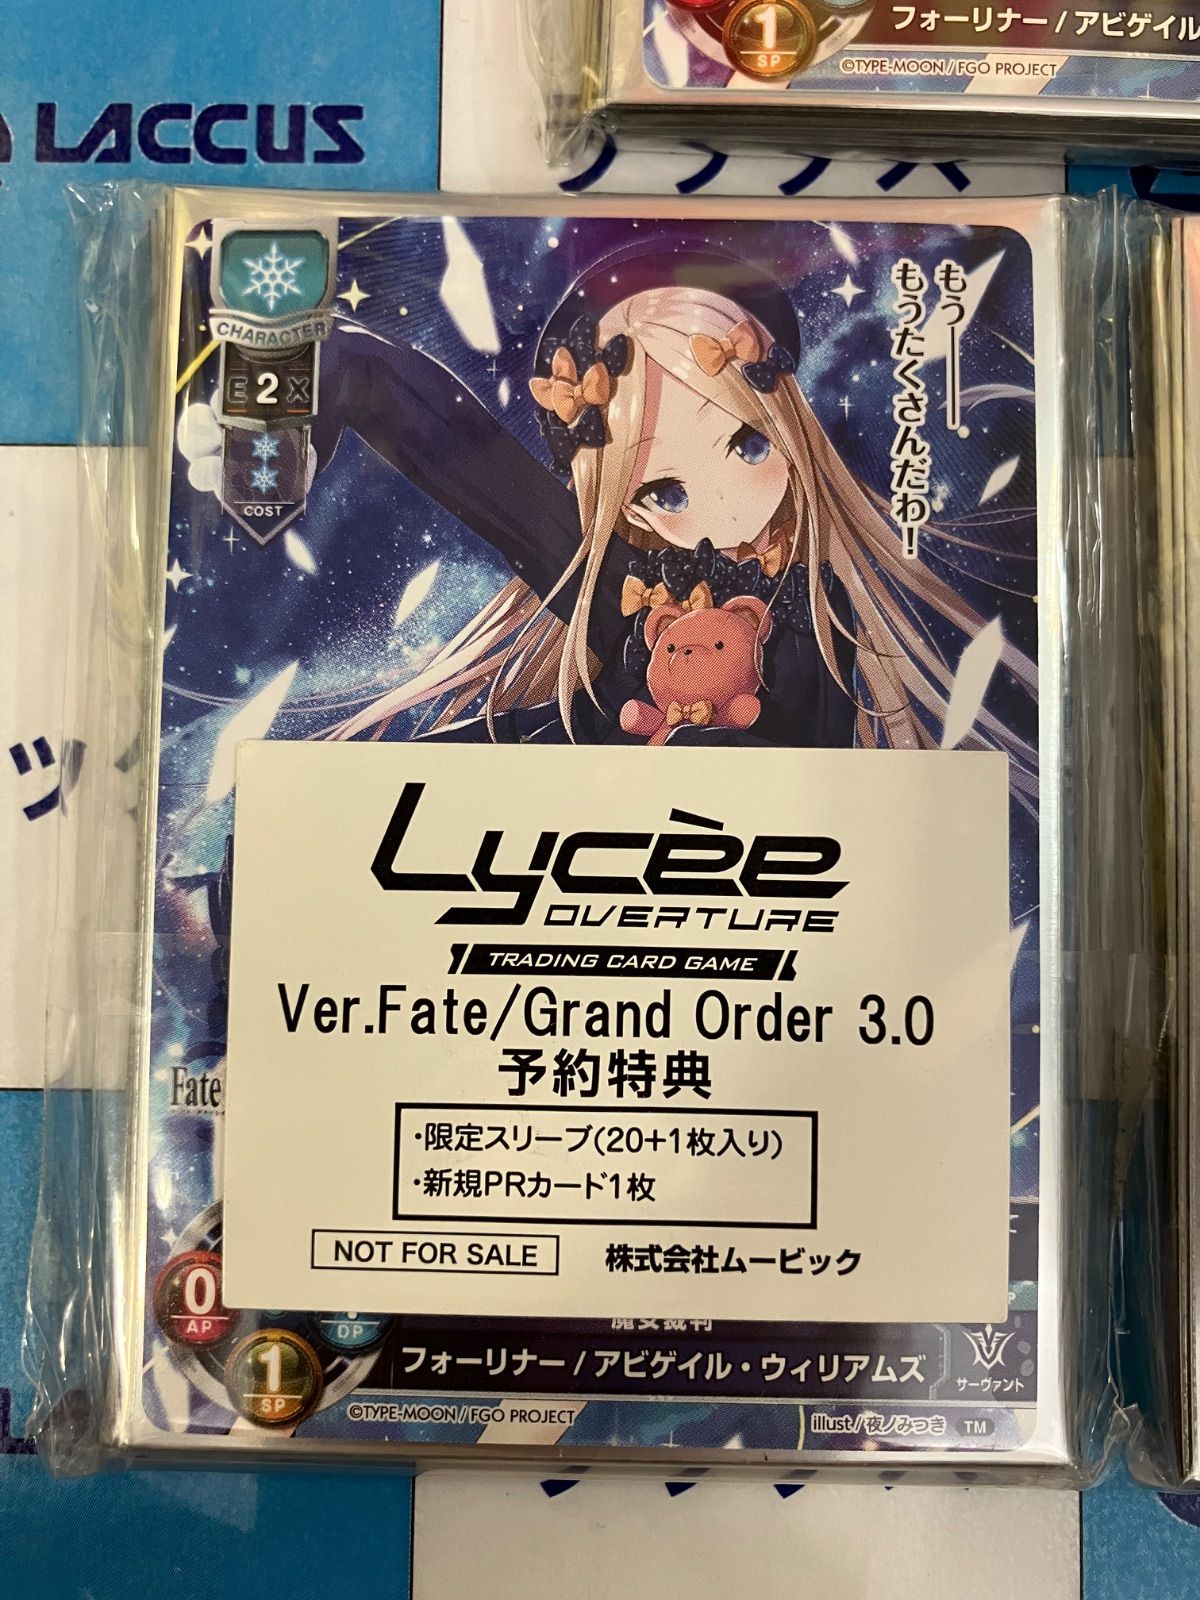 1
SP
フォーリナー / アビゲイル
©TYPE-MOON / FGO PROJECT
LACCUS
CHARACTER
E 2 X
COST
もう――
もうたくさんだわ！
Lycèe
OVERTURE
TRADING CARD GAME
Ver.Fate/Grand Order 3.0
予約特典
・限定スリーブ(20+1枚入り)
・新規PRカード1枚
NOT FOR SALE
株式会社ムービック
Fate
0
AP
DP
1
SP
魔女裁判
フォーリナー / アビゲイル・ウィリアムズ
サーヴァント
©TYPE-MOON / FGO PROJECT
illust / 夜ノみつき
TM